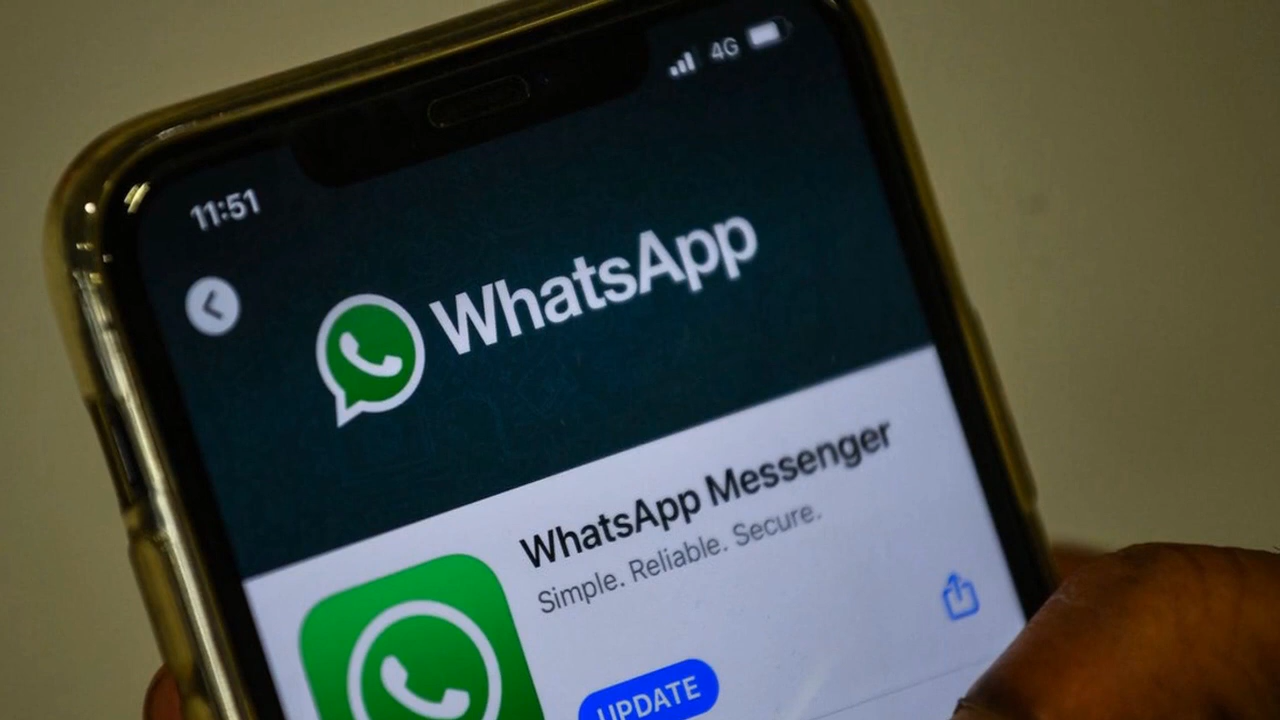 11:51
4G
WhatsApp
WhatsApp Messenger
Simple. Reliable. Secure.
UPDATE